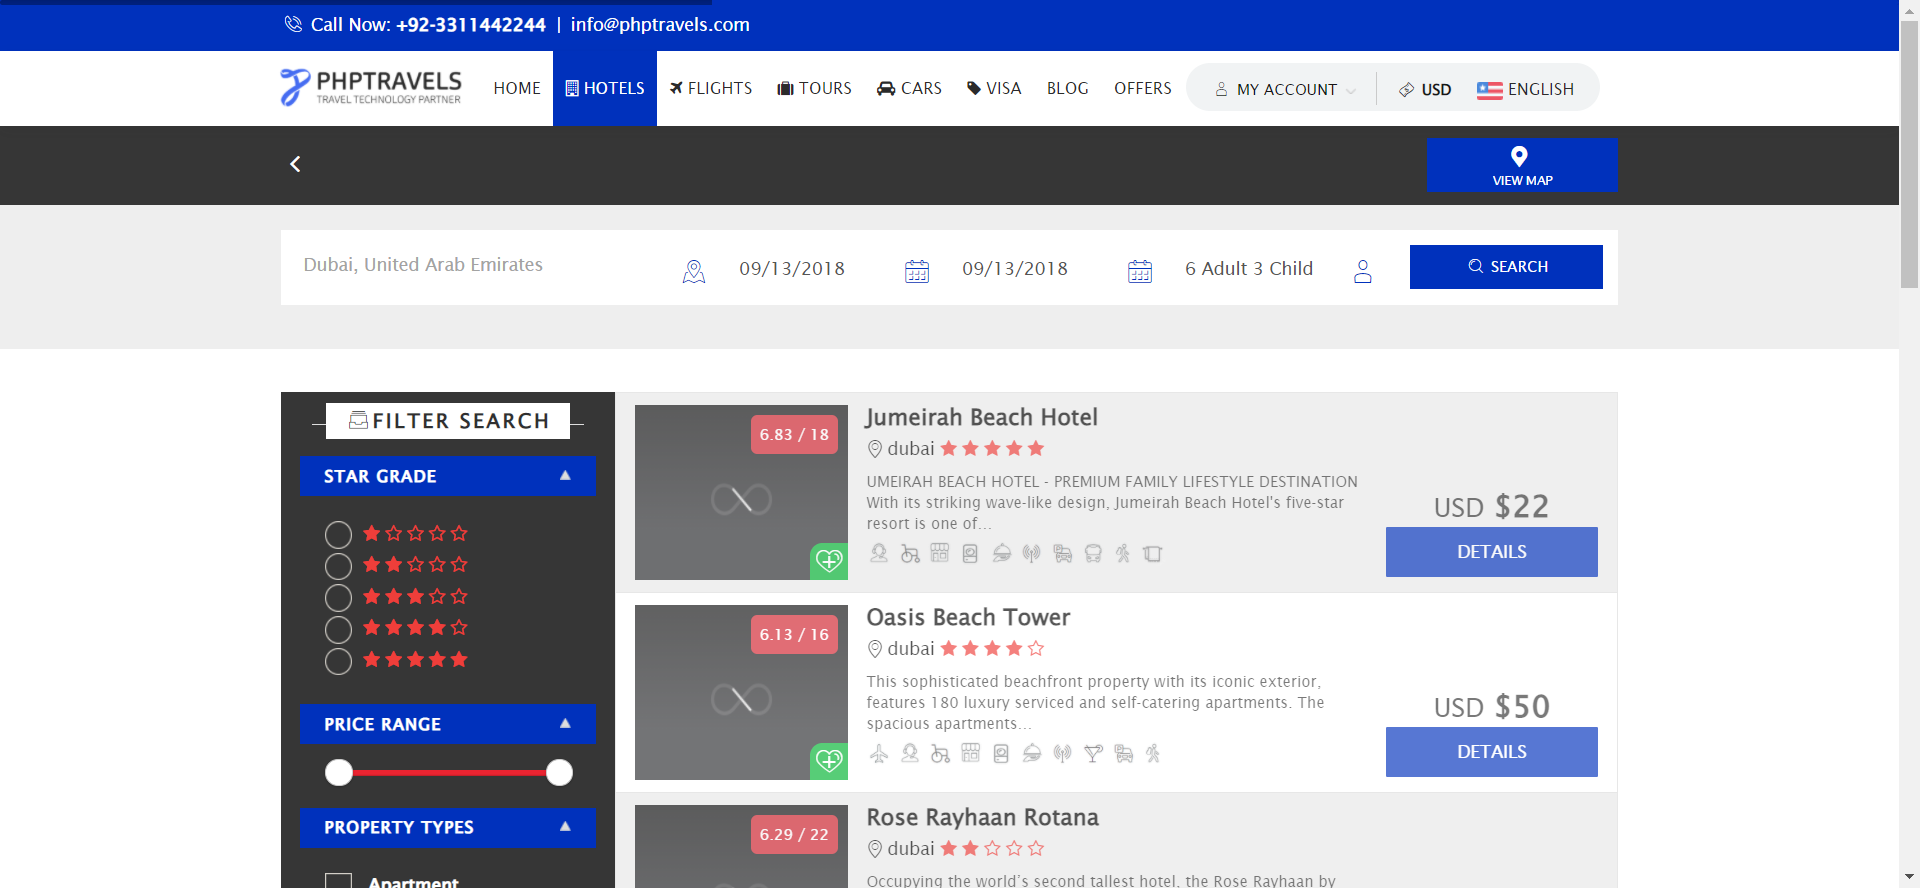 Call Now: +92-3311442244 | info@phptravels.com
PHPTRAVELS
TRAVEL TECHNOLOGY PARTNER
HOME HOTELS FLIGHTS TOURS CARS VISA BLOG OFFERS MY ACCOUNT USD ENGLISH
VIEW MAP
Dubai, United Arab Emirates 09/13/2018 09/13/2018 6 Adult 3 Child SEARCH
FILTER SEARCH
STAR GRADE
PRICE RANGE
PROPERTY TYPES
Apartment
6.83 / 18
Jumeirah Beach Hotel
dubai
UMEIRAH BEACH HOTEL - PREMIUM FAMILY LIFESTYLE DESTINATION
With its striking wave-like design, Jumeirah Beach Hotel's five-star
resort is one of...
USD $22
DETAILS
6.13 / 16
Oasis Beach Tower
dubai
This sophisticated beachfront property with its iconic exterior,
features 180 luxury serviced and self-catering apartments. The
spacious apartments...
USD $50
DETAILS
6.29 / 22
Rose Rayhaan Rotana
dubai
Occupying the world's second tallest hotel, the Rose Rayhaan by